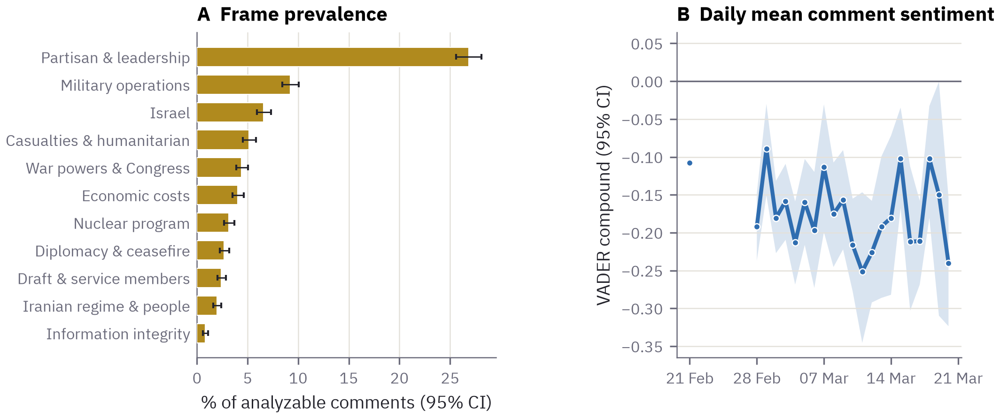 A Frame prevalence
Partisan & leadership
Military operations
Israel
Casualties & humanitarian
War powers & Congress
Economic costs
Nuclear program
Diplomacy & ceasefire
Draft & service members
Iranian regime & people
Information integrity
0 5 10 15 20 25
% of analyzable comments (95% CI)
B Daily mean comment sentiment
VADER compound (95% CI)
0.05
0.00
−0.05
−0.10
−0.15
−0.20
−0.25
−0.30
−0.35
21 Feb 28 Feb 07 Mar 14 Mar 21 Mar